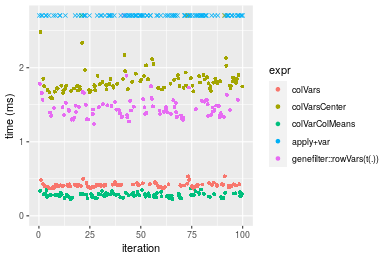 time (ms)
2
1
0
0
25
50
75
100
iteration
expr
colVars
colVarsCenter
colVarColMeans
apply+var
genefilter::rowVars(t(.))